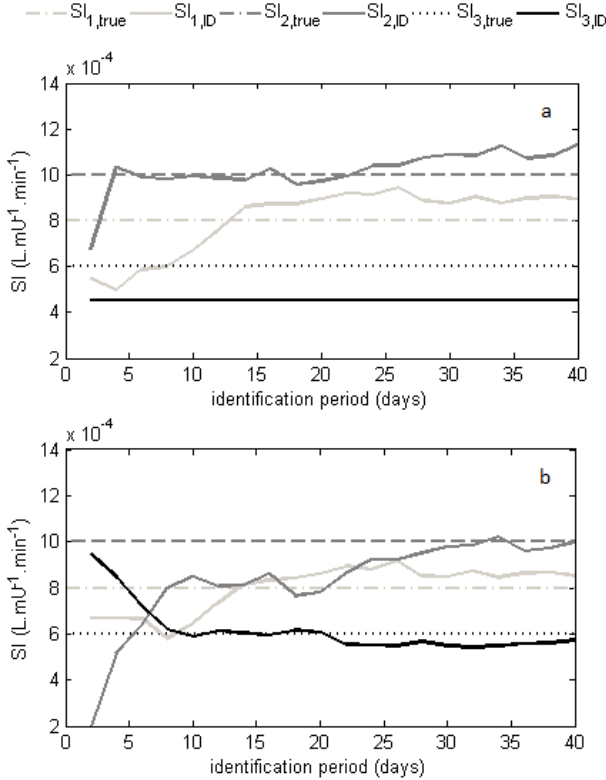 SI1,true SI1,ID SI2,true SI2,ID SI3,true SI3,ID
x 10-4
14
a
12
10
8
6
4
2
SI (L.mU-1.min-1)
0 5 10 15 20 25 30 35 40
identification period (days)
x 10-4
14
b
12
10
8
6
4
2
SI (L.mU-1.min-1)
0 5 10 15 20 25 30 35 40
identification period (days)